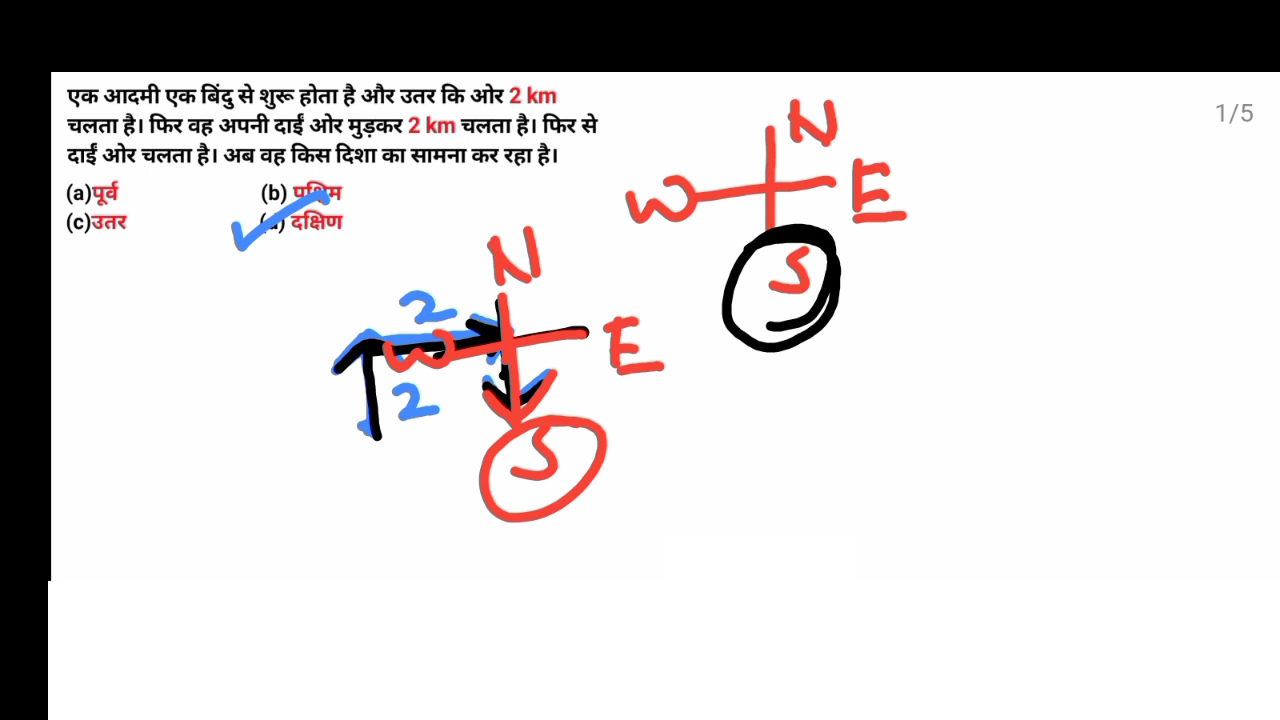 एक आदमी एक बिंदु से शुरू होता है और उतर कि ओर 2 km
चलता है। फिर वह अपनी दाईं ओर मुड़कर 2 km चलता है। फिर से
दाईं ओर चलता है। अब वह किस दिशा का सामना कर रहा है।
(a)पूर्व (b) पश्चिम
(c)उतर (d) दक्षिण
1/5
N
W E
S
N
2
W E
2
S